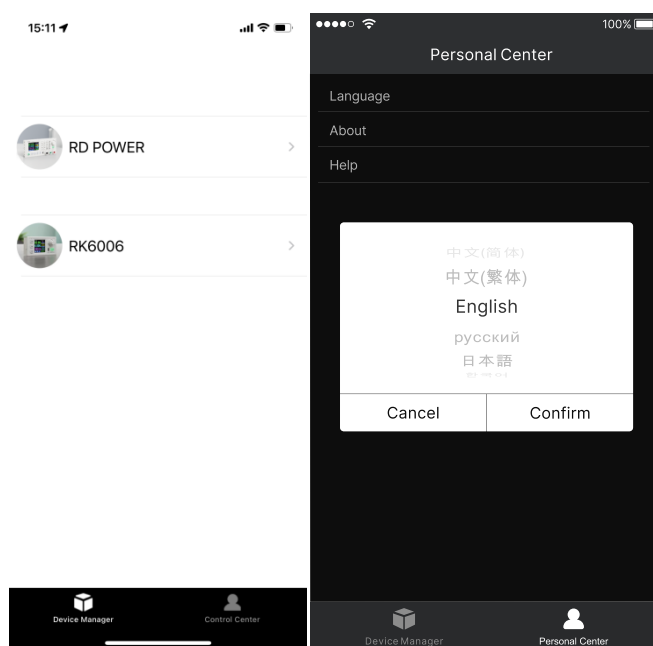 15:11
RD POWER
RK6006
Device Manager
Control Center
100%
Personal Center
Language
About
Help
中文(简体)
中文(繁体)
English
русский
日本語
Cancel
Confirm
Device Manager
Personal Center